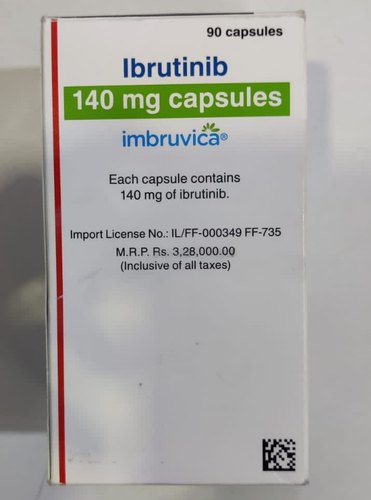 90 capsules
Ibrutinib
140 mg capsules
imbruvica®
Each capsule contains
140 mg of ibrutinib.
Import License No.: IL/FF-000349 FF-735
M.R.P. Rs. 3,28,000.00
(Inclusive of all taxes)